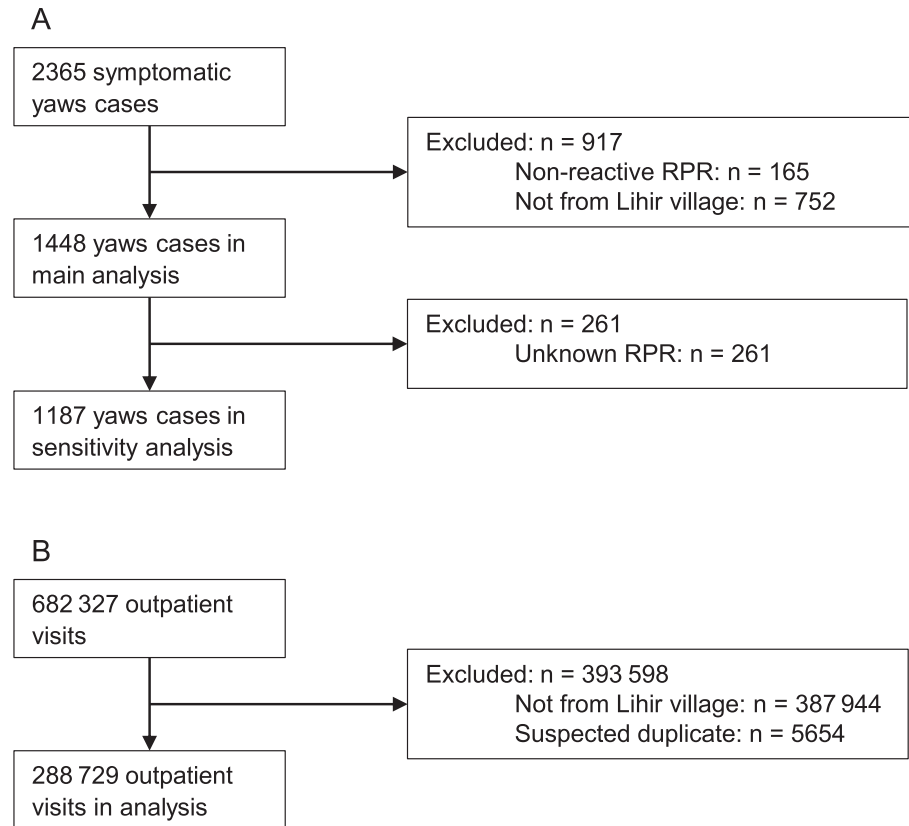 A
2365 symptomatic
yaws cases
Excluded: n = 917
Non-reactive RPR: n = 165
Not from Lihir village: n = 752
1448 yaws cases in
main analysis
Excluded: n = 261
Unknown RPR: n = 261
1187 yaws cases in
sensitivity analysis
B
682 327 outpatient
visits
Excluded: n = 393 598
Not from Lihir village: n = 387 944
Suspected duplicate: n = 5654
288 729 outpatient
visits in analysis